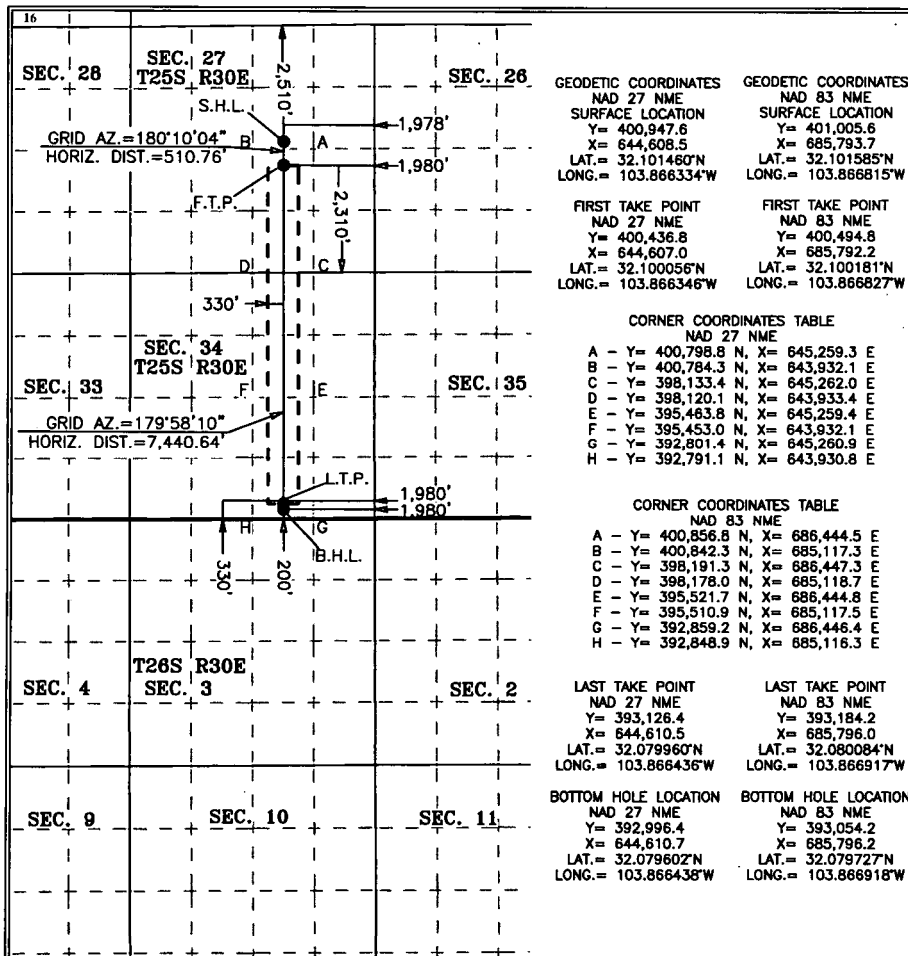 16
SEC. 28
SEC. 27
T25S R30E
SEC. 26
2,510'
S.H.L.
1,978'
GRID AZ.=180°10'04"
HORIZ. DIST.=510.76'
B
A
1,980'
F.T.P.
2,310'
D
C
330'
SEC. 34
T25S R30E
SEC. 33
F
E
SEC. 35
GRID AZ.=179°58'10"
HORIZ. DIST.=7,440.64'
L.T.P.
1,980'
1,980'
H
G
B.H.L.
330'
200'
T26S R30E
SEC. 4
SEC. 3
SEC. 2
SEC. 9
SEC. 10
SEC. 11
GEODETIC COORDINATES
NAD 27 NME
SURFACE LOCATION
Y= 400,947.6
X= 644,608.5
LAT.= 32.101460°N
LONG.= 103.866334°W
GEODETIC COORDINATES
NAD 83 NME
SURFACE LOCATION
Y= 401,005.6
X= 685,793.7
LAT.= 32.101585°N
LONG.= 103.866815°W
FIRST TAKE POINT
NAD 27 NME
Y= 400,436.8
X= 644,607.0
LAT.= 32.100056°N
LONG.= 103.866346°W
FIRST TAKE POINT
NAD 83 NME
Y= 400,494.8
X= 685,792.2
LAT.= 32.100181°N
LONG.= 103.866827°W
CORNER COORDINATES TABLE
NAD 27 NME
A - Y= 400,798.8 N, X= 645,259.3 E
B - Y= 400,784.3 N, X= 643,932.1 E
C - Y= 398,133.4 N, X= 645,262.0 E
D - Y= 398,120.1 N, X= 643,933.4 E
E - Y= 395,463.8 N, X= 645,259.4 E
F - Y= 395,453.0 N, X= 643,932.1 E
G - Y= 392,801.4 N, X= 645,260.9 E
H - Y= 392,791.1 N, X= 643,930.8 E
CORNER COORDINATES TABLE
NAD 83 NME
A - Y= 400,856.8 N, X= 686,444.5 E
B - Y= 400,842.3 N, X= 685,117.3 E
C - Y= 398,191.3 N, X= 686,447.3 E
D - Y= 398,178.0 N, X= 685,118.7 E
E - Y= 395,521.7 N, X= 686,444.8 E
F - Y= 395,510.9 N, X= 685,117.5 E
G - Y= 392,859.2 N, X= 686,446.4 E
H - Y= 392,848.9 N, X= 685,116.3 E
LAST TAKE POINT
NAD 27 NME
Y= 393,126.4
X= 644,610.5
LAT.= 32.079960°N
LONG.= 103.866436°W
LAST TAKE POINT
NAD 83 NME
Y= 393,184.2
X= 685,796.0
LAT.= 32.080084°N
LONG.= 103.866917°W
BOTTOM HOLE LOCATION
NAD 27 NME
Y= 392,996.4
X= 644,610.7
LAT.= 32.079602°N
LONG.= 103.866438°W
BOTTOM HOLE LOCATION
NAD 83 NME
Y= 393,054.2
X= 685,796.2
LAT.= 32.079727°N
LONG.= 103.866918°W